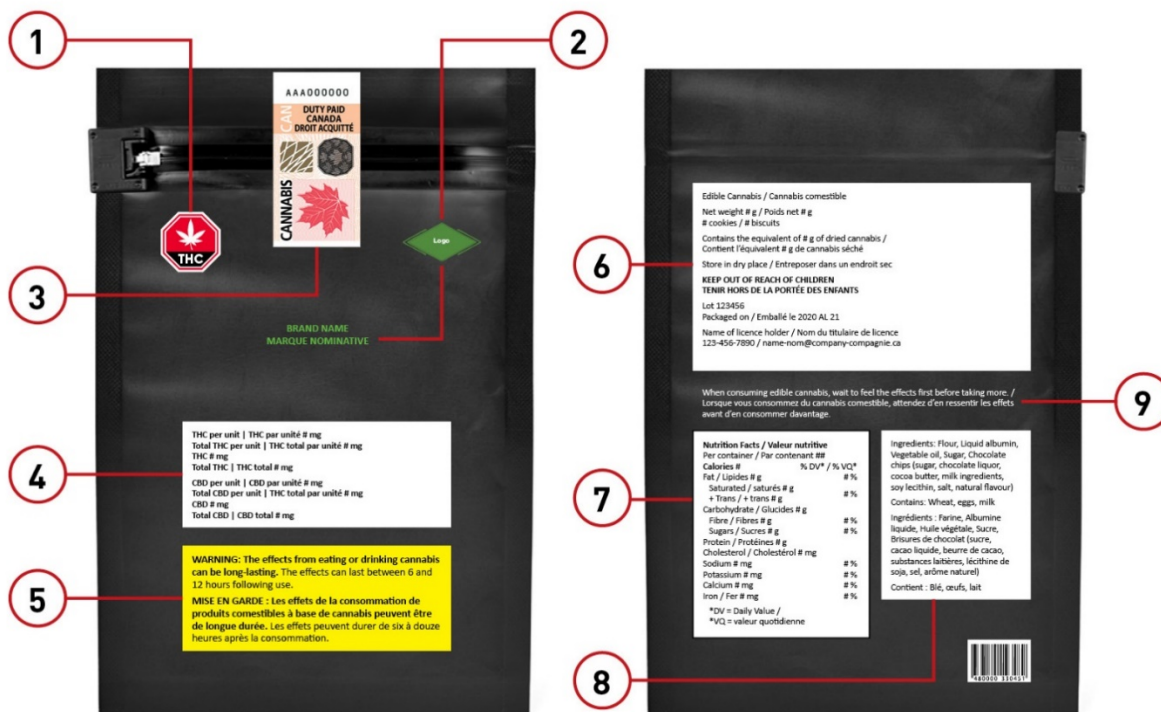 1
2
AAA000000
CAN
DUTY PAID
CANADA
DROIT ACQUITTÉ
CANNABIS
THC
Logo
3
BRAND NAME
MARQUE NOMINATIVE
4
THC per unit | THC par unité # mg
Total THC per unit | THC total par unité # mg
THC # mg
Total THC | THC total # mg
CBD per unit | CBD par unité # mg
Total CBD per unit | THC total par unité # mg
CBD # mg
Total CBD | CBD total # mg
5
WARNING: The effects from eating or drinking cannabis
can be long-lasting. The effects can last between 6 and
12 hours following use.
MISE EN GARDE : Les effets de la consommation de
produits comestibles à base de cannabis peuvent être
de longue durée. Les effets peuvent durer de six à douze
heures après la consommation.
6
Edible Cannabis / Cannabis comestible
Net weight # g / Poids net # g
# cookies / # biscuits
Contains the equivalent of # g of dried cannabis /
Contient l'équivalent # g de cannabis séché
Store in dry place / Entreposer dans un endroit sec
KEEP OUT OF REACH OF CHILDREN
TENIR HORS DE LA PORTÉE DES ENFANTS
Lot 123456
Packaged on / Emballé le 2020 AL 21
Name of licence holder / Nom du titulaire de licence
123-456-7890 / name-nom@company-compagnie.ca
When consuming edible cannabis, wait to feel the effects first before taking more. /
Lorsque vous consommez du cannabis comestible, attendez d'en ressentir les effets
avant d'en consommer davantage.
9
7
Nutrition Facts / Valeur nutritive
Per container / Par contenant ##
Calories # % DV* / % VQ*
Fat / Lipides # g # %
Saturated / saturés # g
+ Trans / + trans # g # %
Carbohydrate / Glucides # g
Fibre / Fibres # g # %
Sugars / Sucres # g # %
Protein / Protéines # g
Cholesterol / Cholestérol # mg
Sodium # mg # %
Potassium # mg # %
Calcium # mg # %
Iron / Fer # mg # %
*DV = Daily Value /
*VQ = valeur quotidienne
Ingredients: Flour, Liquid albumin,
Vegetable oil, Sugar, Chocolate
chips (sugar, chocolate liquor,
cocoa butter, milk ingredients,
soy lecithin, salt, natural flavour)
Contains: Wheat, eggs, milk
Ingrédients : Farine, Albumine
liquide, Huile végétale, Sucre,
Brisures de chocolat (sucre,
cacao liquide, beurre de cacao,
substances laitières, lécithine de
soja, sel, arôme naturel)
Contient : Blé, œufs, lait
8